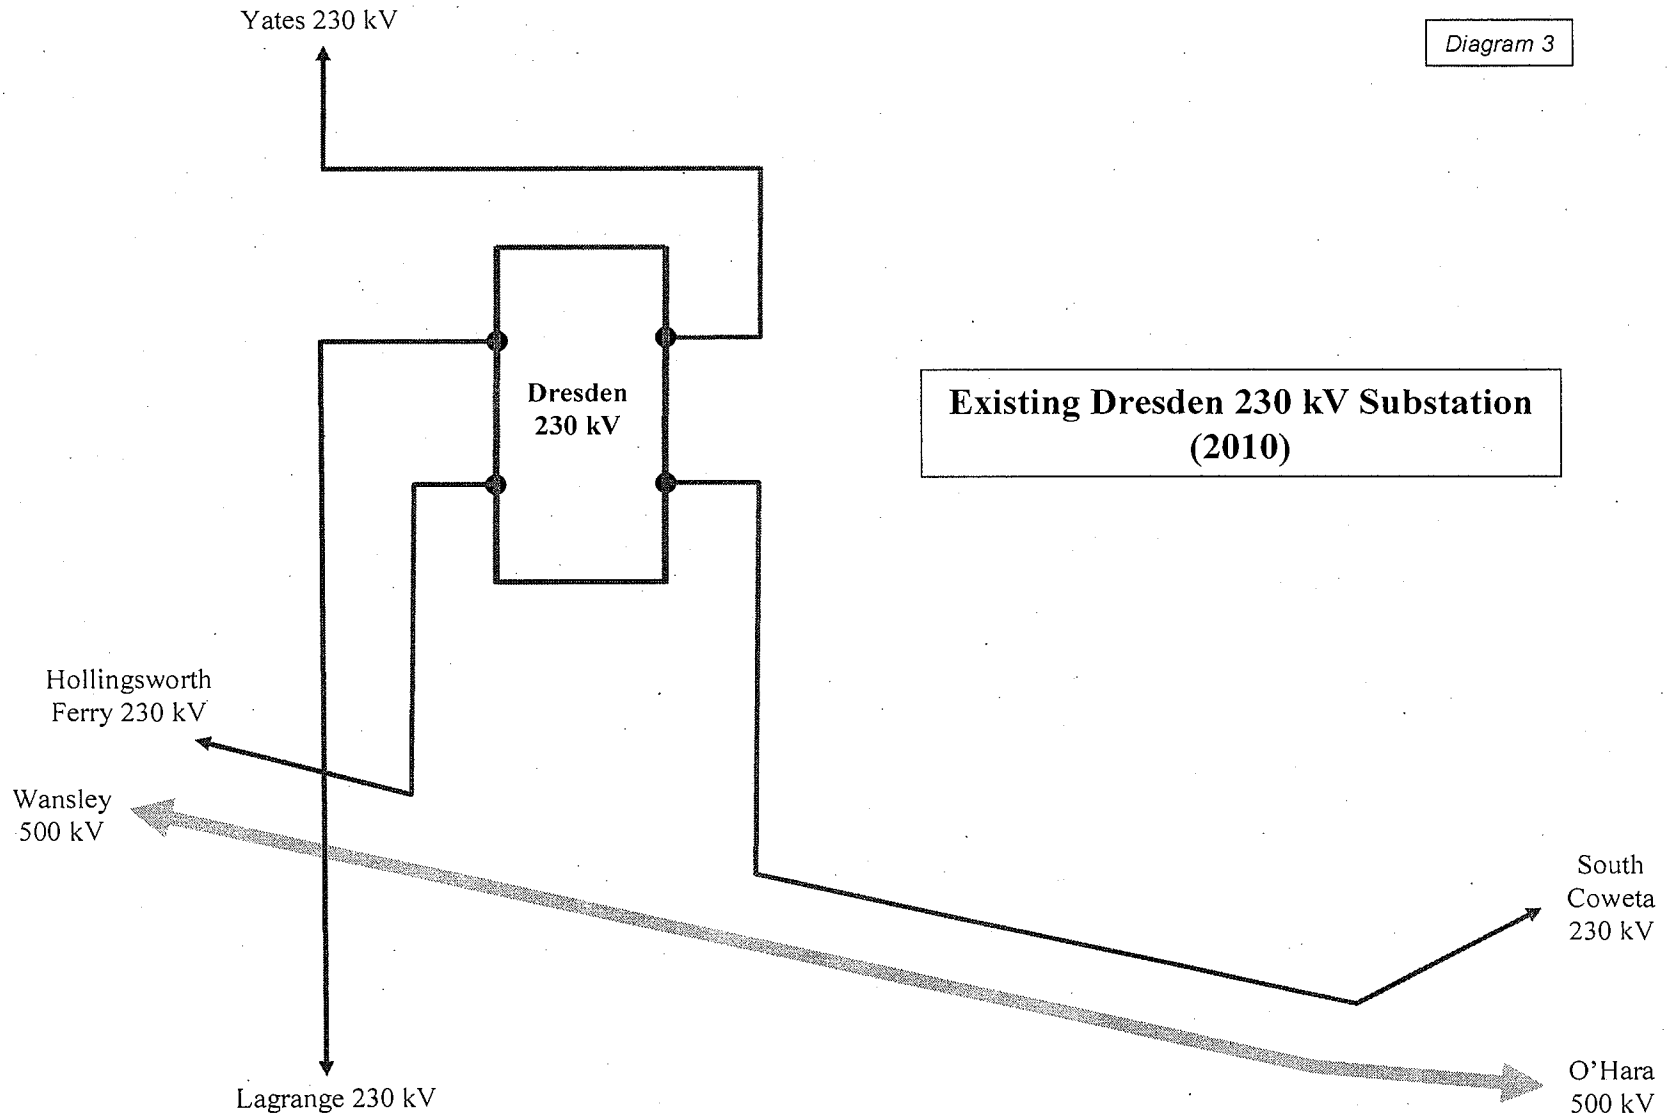 Yates 230 kV
Diagram 3
Dresden
230 kV
Existing Dresden 230 kV Substation
(2010)
Hollingsworth
Ferry 230 kV
Wansley
500 kV
South
Coweta
230 kV
O'Hara
500 kV
Lagrange 230 kV